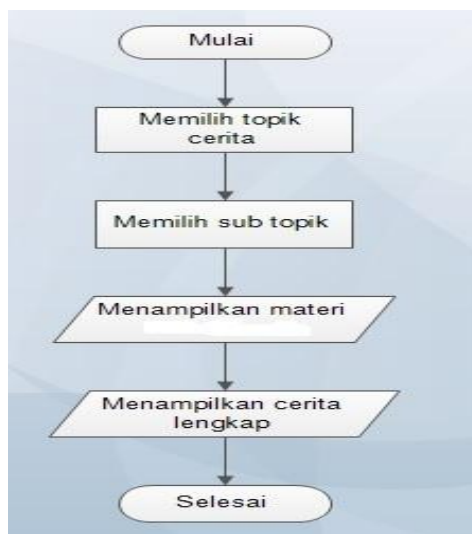 Mulai
Memilih topik
cerita
Memilih sub topik
Menampilkan materi
Menampilkan cerita
lengkap
Selesai